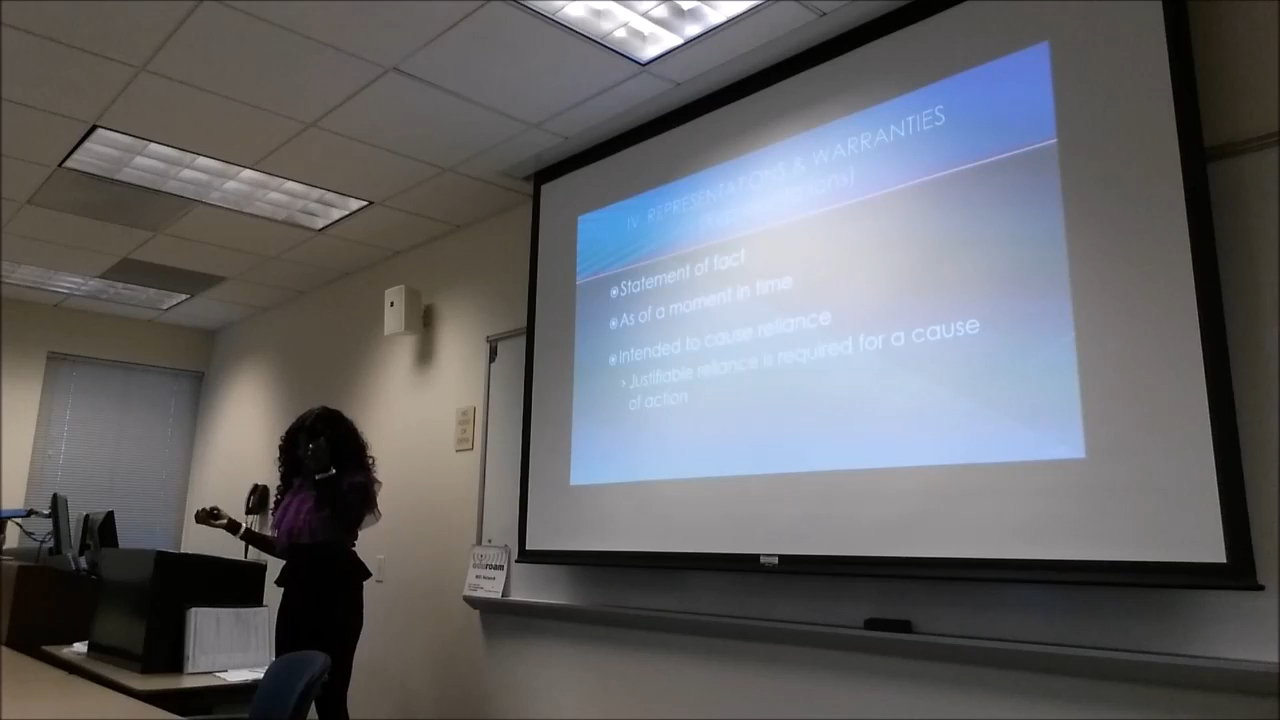 IV. REPRESENTATIONS & WARRANTIES
Statement of fact
As of a moment in time
Intended to cause reliance
Justifiable reliance is required for a cause
of action
eduroam